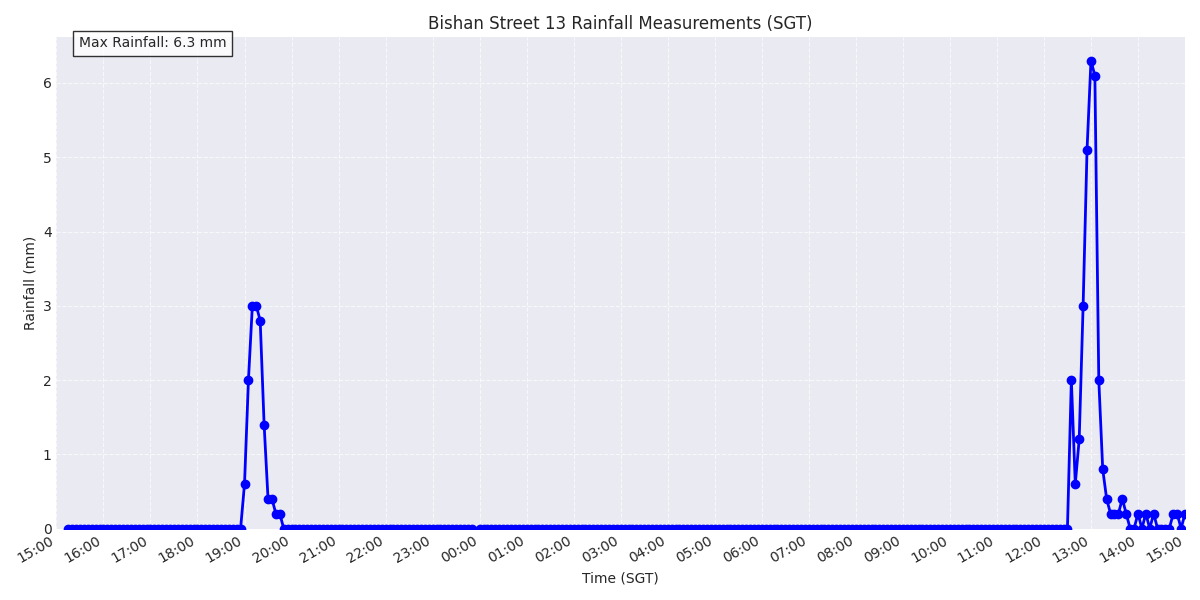 Bishan Street 13 Rainfall Measurements (SGT)
Max Rainfall: 6.3 mm
6
5
4
3
2
1
0
Rainfall (mm)
15:00 16:00 17:00 18:00 19:00 20:00 21:00 22:00 23:00 00:00 01:00 02:00 03:00 04:00 05:00 06:00 07:00 08:00 09:00 10:00 11:00 12:00 13:00 14:00 15:00
Time (SGT)